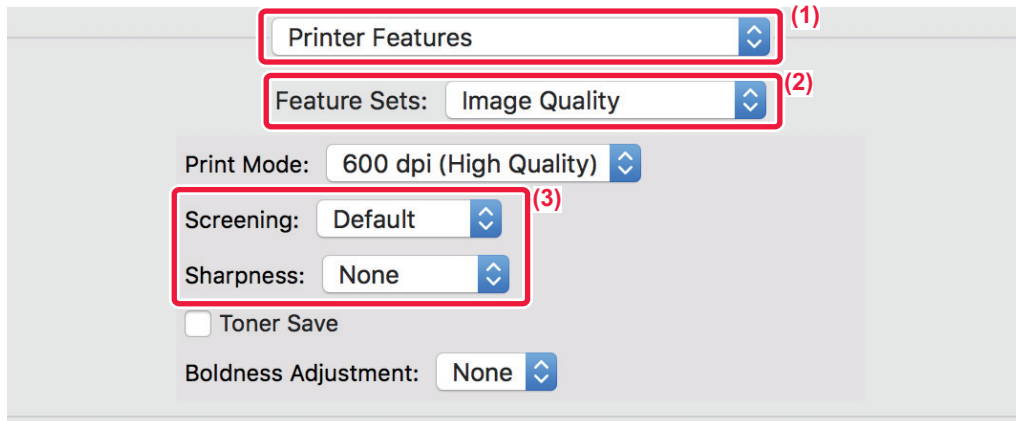 Printer Features (1)
Feature Sets: Image Quality (2)
Print Mode: 600 dpi (High Quality)
(3)
Screening: Default
Sharpness: None
Toner Save
Boldness Adjustment: None